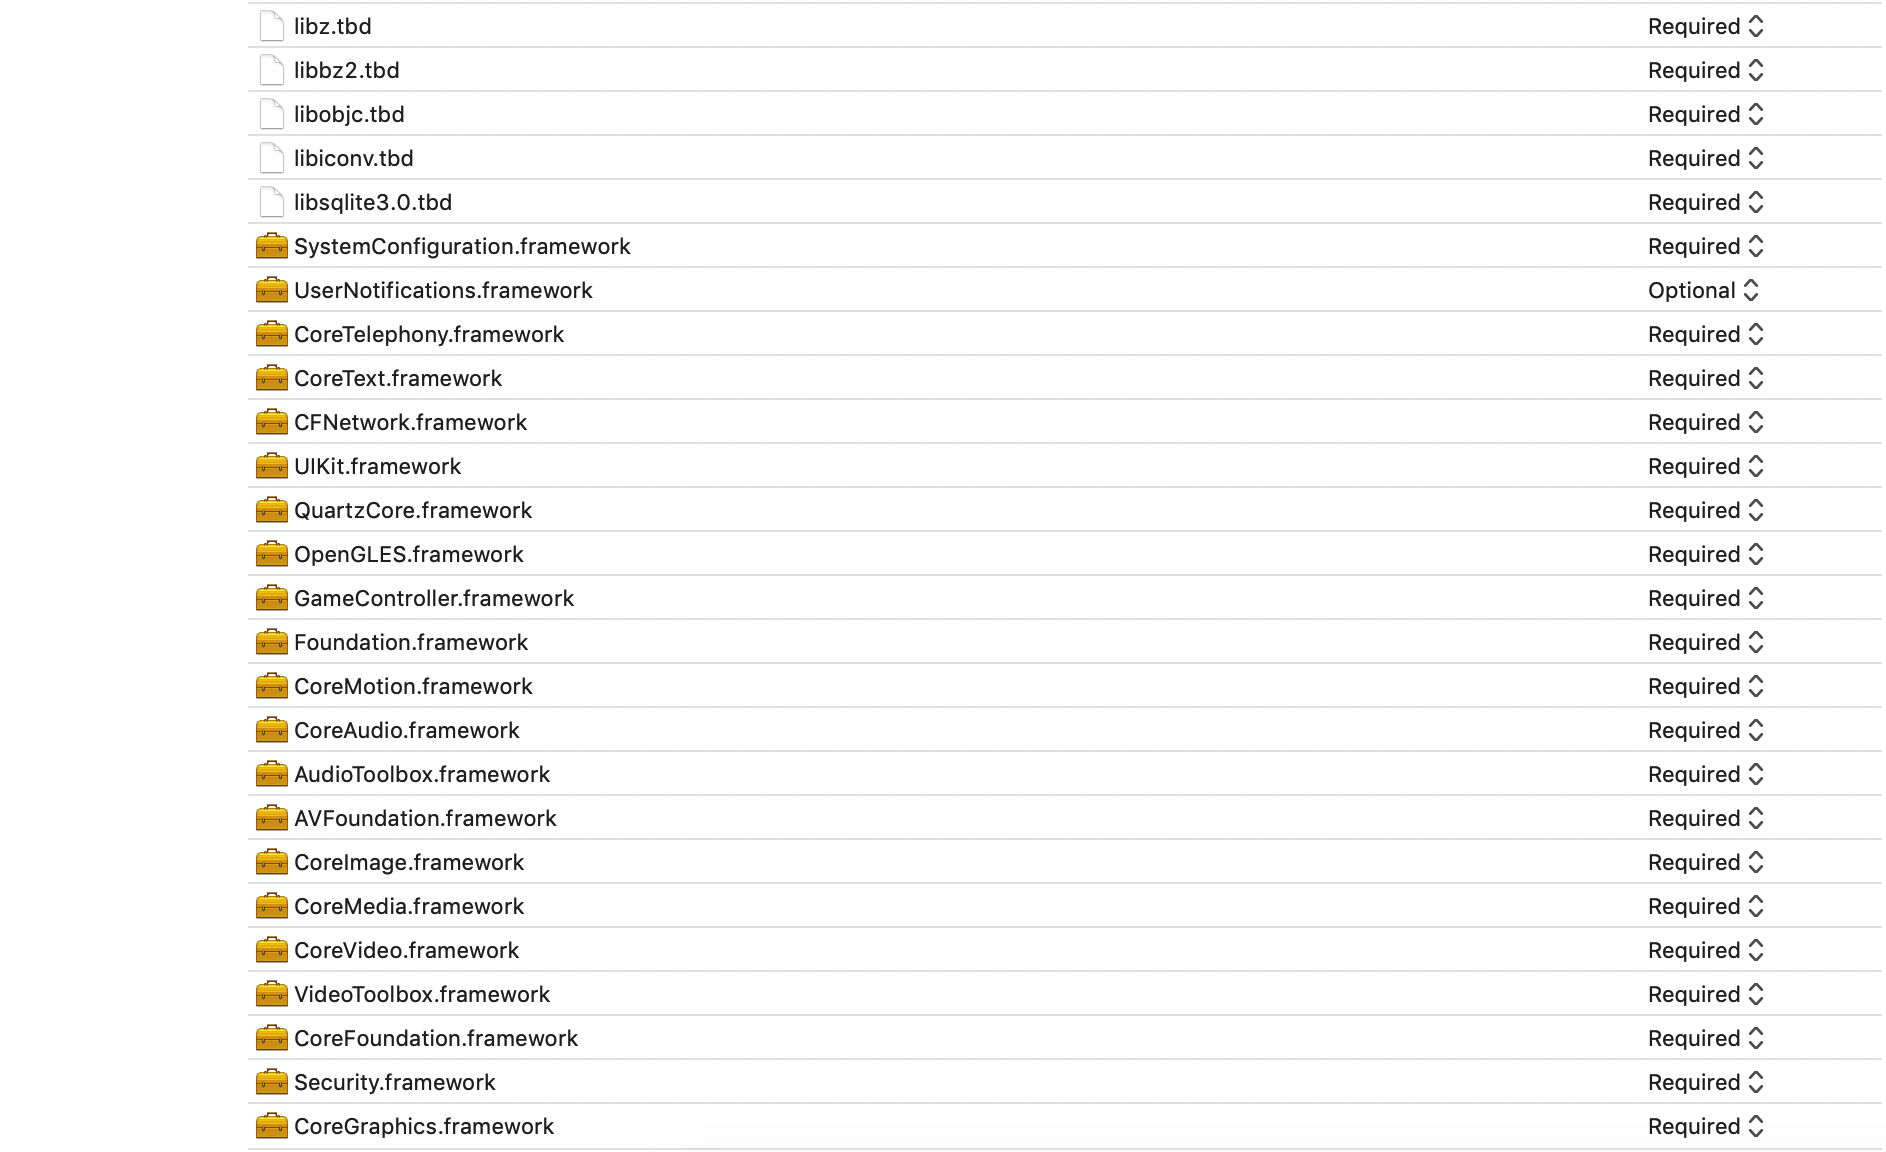 libz.tbd Required
libbz2.tbd Required
libobjc.tbd Required
libiconv.tbd Required
libsqlite3.0.tbd Required
SystemConfiguration.framework Required
UserNotifications.framework Optional
CoreTelephony.framework Required
CoreText.framework Required
CFNetwork.framework Required
UIKit.framework Required
QuartzCore.framework Required
OpenGLES.framework Required
GameController.framework Required
Foundation.framework Required
CoreMotion.framework Required
CoreAudio.framework Required
AudioToolbox.framework Required
AVFoundation.framework Required
CoreImage.framework Required
CoreMedia.framework Required
CoreVideo.framework Required
VideoToolbox.framework Required
CoreFoundation.framework Required
Security.framework Required
CoreGraphics.framework Required